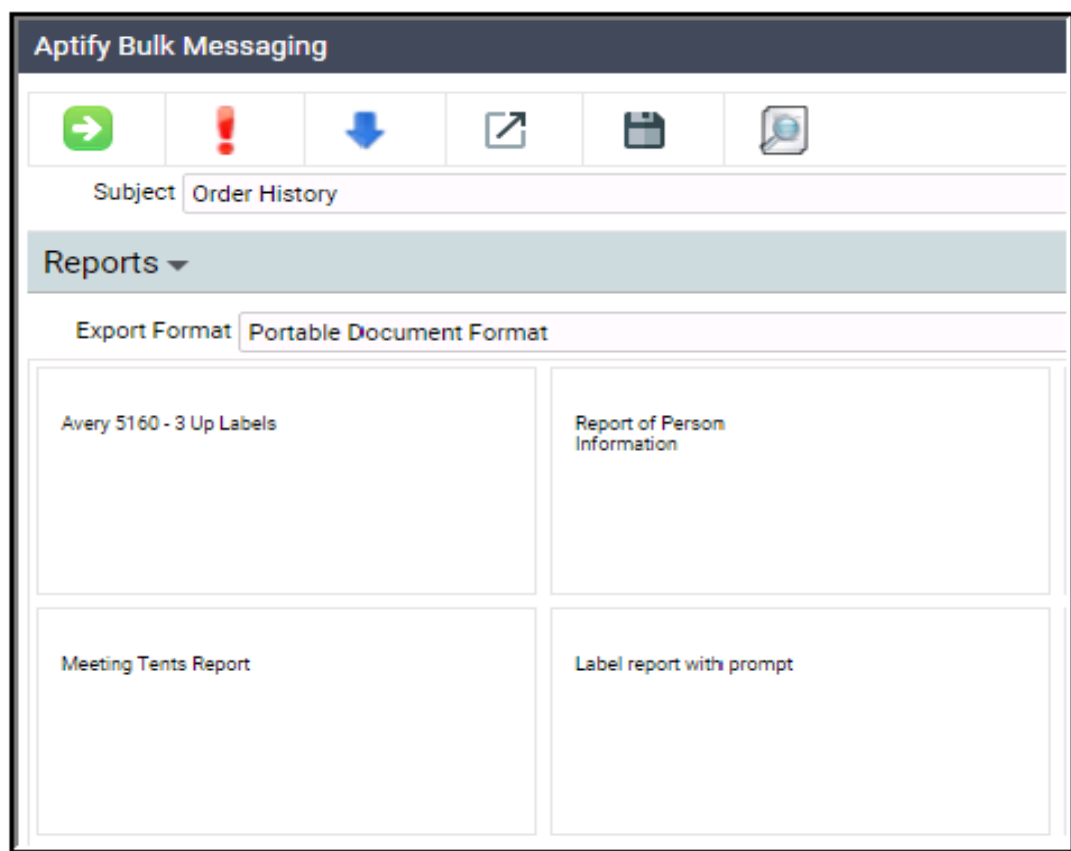 Aptify Bulk Messaging
Subject Order History
Reports
Export Format Portable Document Format
Avery 5160 - 3 Up Labels
Report of Person
Information
Meeting Tents Report
Label report with prompt